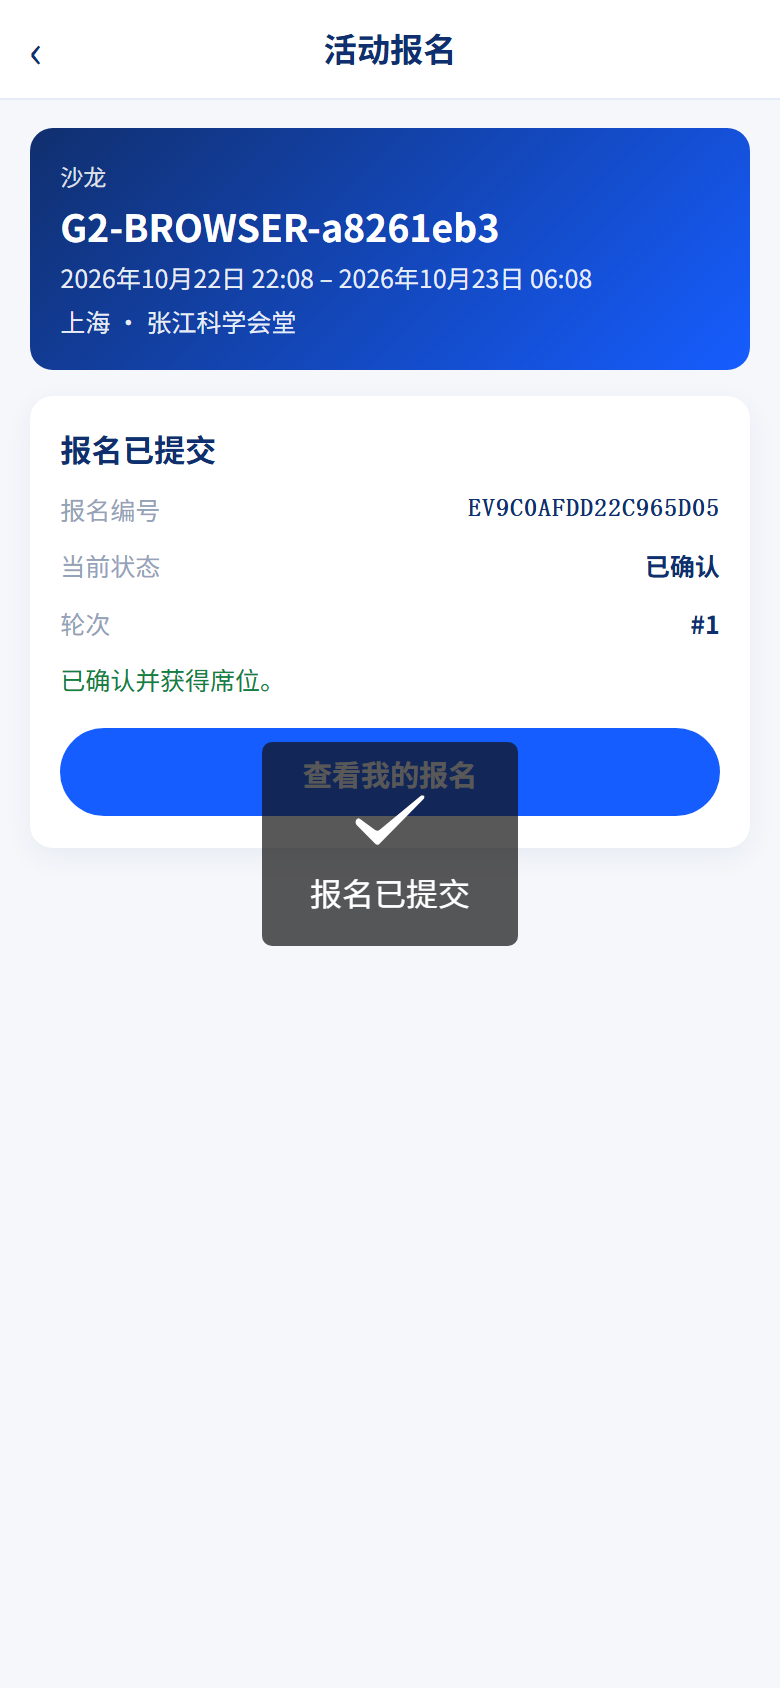 ‹ 活动报名
沙龙
G2-BROWSER-a8261eb3
2026年10月22日 22:08 – 2026年10月23日 06:08
上海 · 张江科学会堂
报名已提交
报名编号 EV9C0AFDD22C965D05
当前状态 已确认
轮次 #1
已确认并获得席位。
查看我的报名
报名已提交